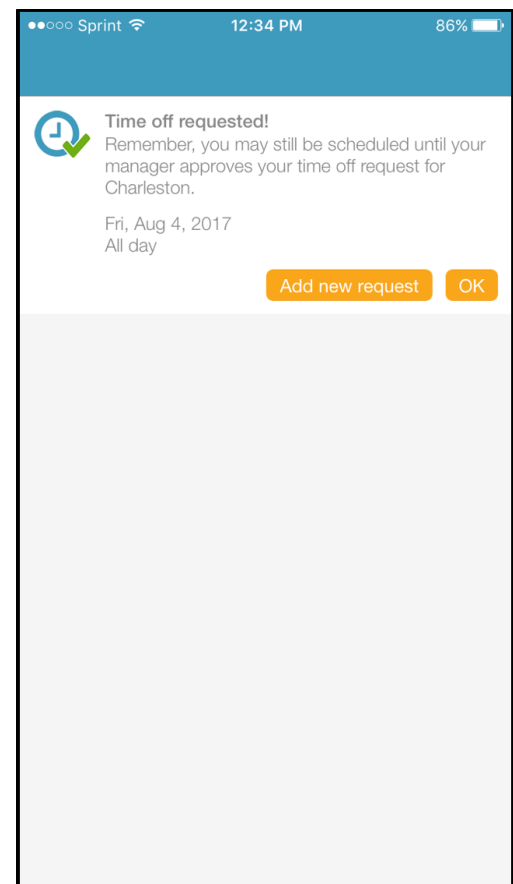 Sprint 12:34 PM 86%
Time off requested!
Remember, you may still be scheduled until your
manager approves your time off request for
Charleston.
Fri, Aug 4, 2017
All day
Add new request OK